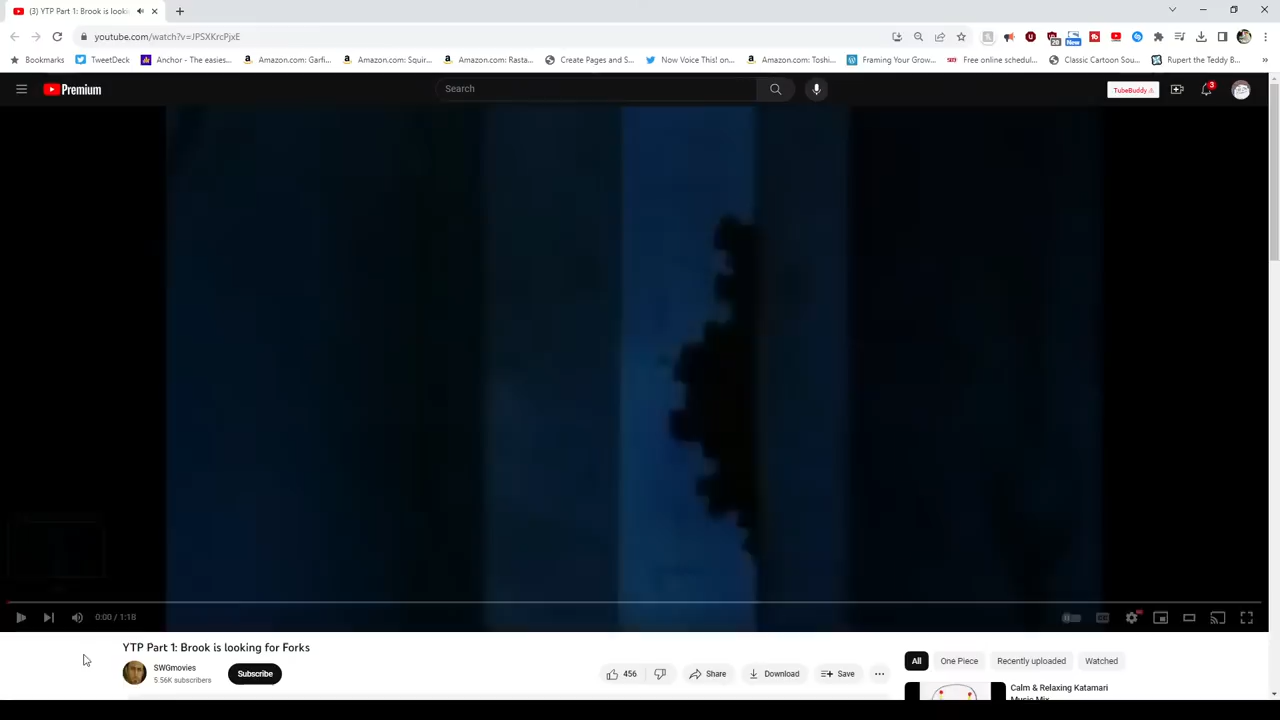 (3) YTP Part 1: Brook is looki
youtube.com/watch?v=JPSXKrcPjxE
20
New
Bookmarks
TweetDeck
Anchor - The easies...
Amazon.com: Garfi...
Amazon.com: Squir...
Amazon.com: Rasta...
Create Pages and S...
Now Voice This! on...
Amazon.com: Toshi...
Framing Your Grow...
Free online schedul...
Classic Cartoon Sou...
Rupert the Teddy B...
Premium
Search
TubeBuddy
3
0:00 / 1:18
YTP Part 1: Brook is looking for Forks
SWGmovies
5.56K subscribers
Subscribe
456
Share
Download
Save
All
One Piece
Recently uploaded
Watched
Calm & Relaxing Katamari
Music Mix